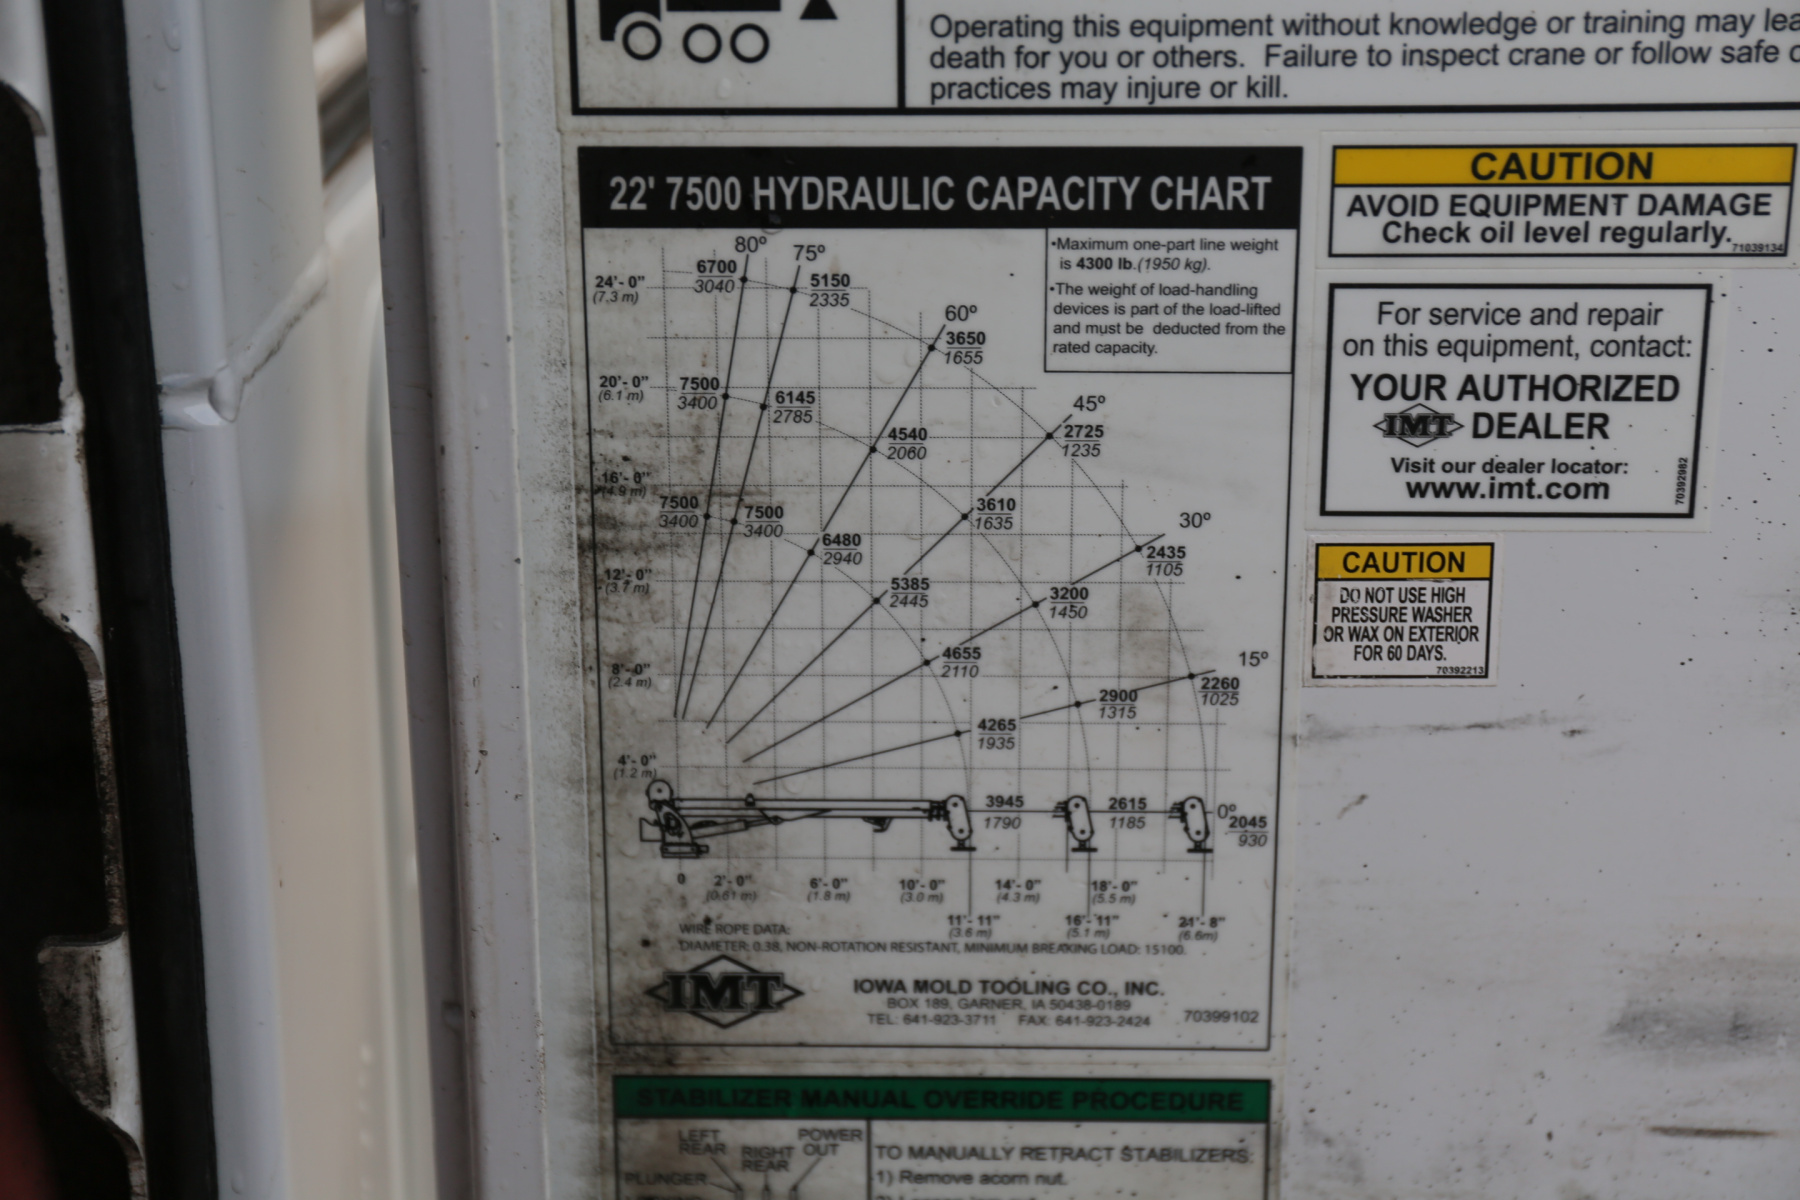 Operating this equipment without knowledge or training may lea
death for you or others. Failure to inspect crane or follow safe
practices may injure or kill.
22' 7500 HYDRAULIC CAPACITY CHART
•Maximum one-part line weight
is 4300 lb.(1950 kg).
•The weight of load-handling
devices is part of the load-lifted
and must be deducted from the
rated capacity.
80º
75º
6700
3040
5150
2335
24'-0"
(7.3 m)
60º
3650
1655
20'-0"
(6.1 m)
7500
3400
6145
2785
45º
2725
1235
4540
2060
16'-0"
(4.9 m)
7500
3400
7500
3400
3610
1635
30º
6480
2940
2435
1105
12'-0"
(3.7 m)
5385
2445
3200
1450
8'-0"
(2.4 m)
4655
2110
15º
2260
1025
2900
1315
4265
1935
4'-0"
(1.2 m)
3945
1790
2615
1185
0º
2045
930
0
2'-0"
(0.61 m)
6'-0"
(1.8 m)
10'-0"
(3.0 m)
14'-0"
(4.3 m)
18'-0"
(5.5 m)
11'-11"
(3.6 m)
16'-11"
(5.1 m)
21'-8"
(6.6m)
WIRE ROPE DATA:
DIAMETER: 0.38, NON-ROTATION RESISTANT, MINIMUM BREAKING LOAD: 15100.
IMT
IOWA MOLD TOOLING CO., INC.
BOX 189, GARNER, IA 50438-0189
TEL: 641-923-3711 FAX: 641-923-2424
70399102
CAUTION
AVOID EQUIPMENT DAMAGE
Check oil level regularly.
71039134
For service and repair
on this equipment, contact:
YOUR AUTHORIZED
IMT DEALER
Visit our dealer locator:
www.imt.com
70392982
CAUTION
DO NOT USE HIGH
PRESSURE WASHER
OR WAX ON EXTERIOR
FOR 60 DAYS.
70392213
STABILIZER MANUAL OVERRIDE PROCEDURE
LEFT
REAR
RIGHT
REAR
POWER
OUT
PLUNGER
TO MANUALLY RETRACT STABILIZERS:
1) Remove acorn nut.